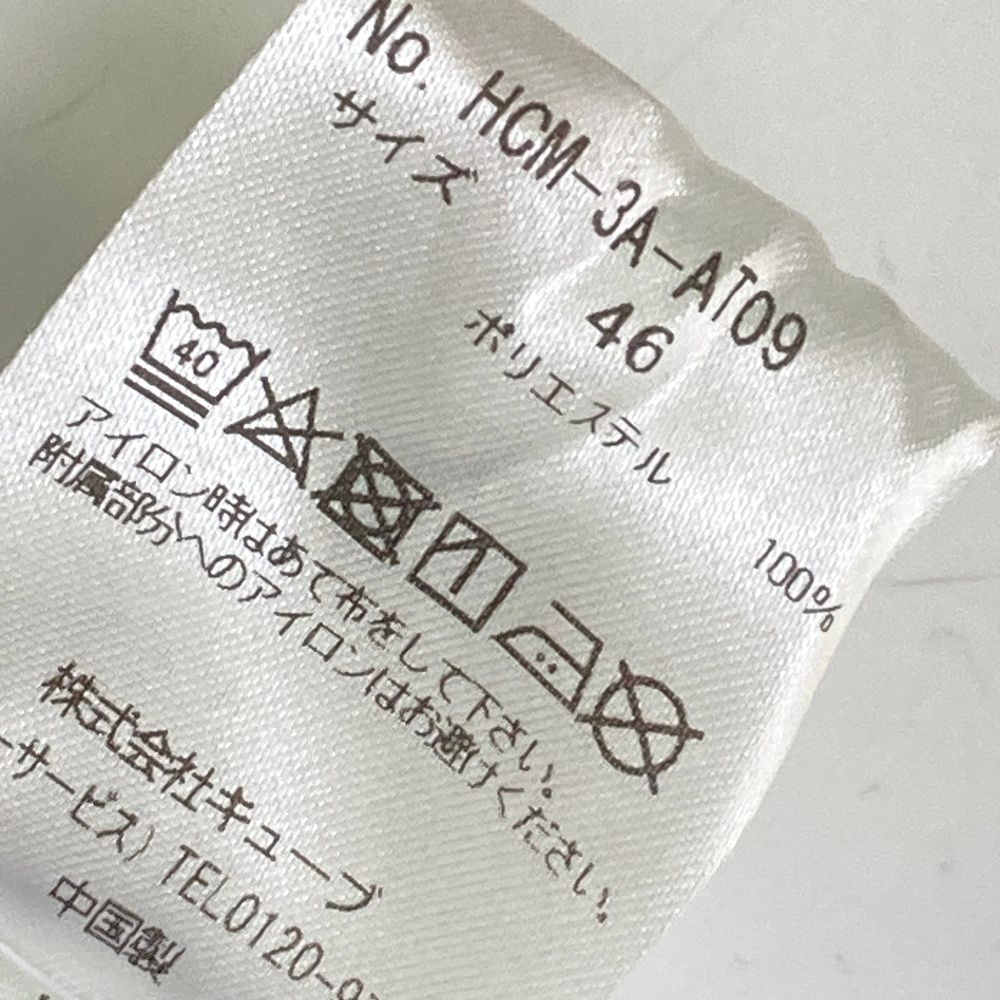 No. HCM-3A-AT09
サイズ 46
ポリエステル 100%
40
アイロン時はあて布をして下さい。
附属部分へのアイロンはお避けください。
株式会社キューブ
ーサービス) TEL0120-9
中国製